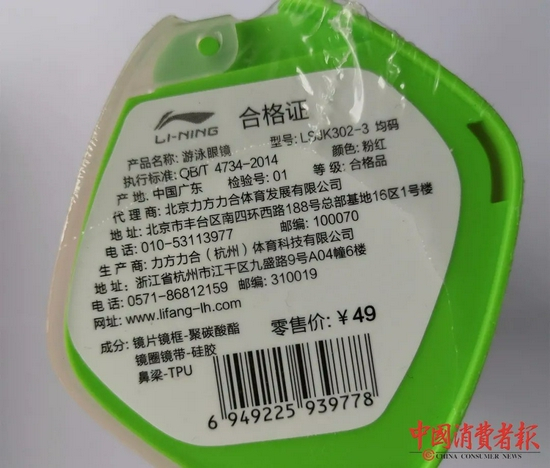 LI-NING
合格证
产品名称: 游泳眼镜 型号: LSJK302-3 均码
执行标准: QB/T 4734-2014 颜色: 粉红
产 地: 中国广东 检验号: 01 等 级: 合格品
代 理 商: 北京力方力合体育发展有限公司
地 址: 北京市丰台区南四环西路188号总部基地16区1号楼
电 话: 010-53113977 邮编: 100070
生 产 商: 力方力合（杭州）体育科技有限公司
地 址: 浙江省杭州市江干区九盛路9号A04幢6楼
电 话: 0571-86812159 邮编: 310019
网址: www.lifang-lh.com
成分: 镜片镜框-聚碳酸酯 零售价: ￥49
镜圈镜带-硅胶
鼻梁-TPU
6 949225 939778
中國消費者報
CHINA CONSUMER NEWS